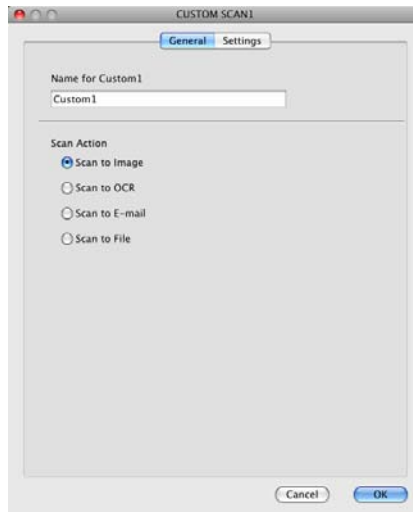 CUSTOM SCAN1
General Settings
Name for Custom1
Custom1
Scan Action
Scan to Image
Scan to OCR
Scan to E-mail
Scan to File
Cancel OK